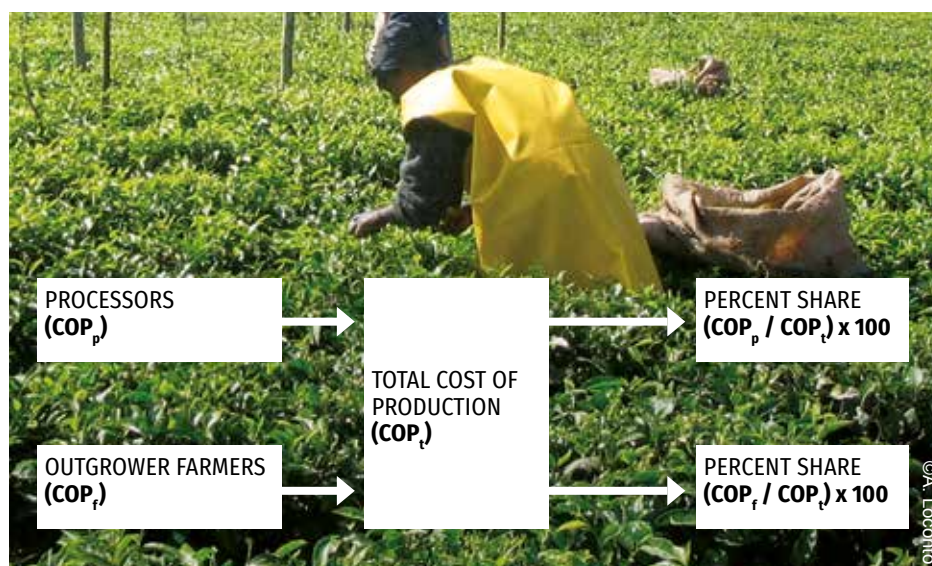 PROCESSORS
(COPp)
TOTAL COST OF
PRODUCTION
(COPt)
PERCENT SHARE
(COPp / COPt) x 100
OUTGROWER FARMERS
(COPf)
PERCENT SHARE
(COPf / COPt) x 100
©A. Loconto